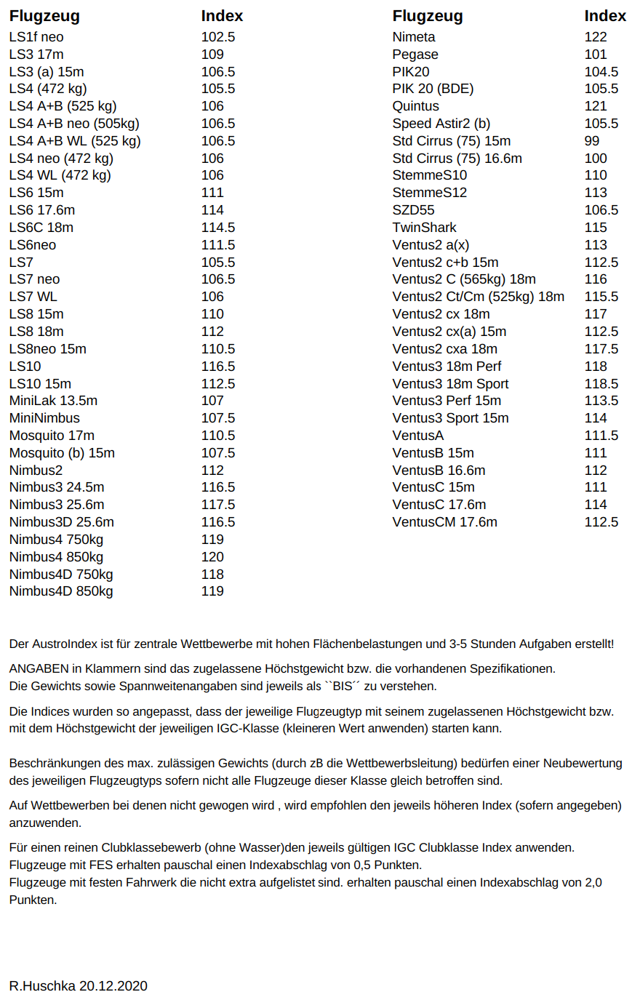 Flugzeug Index Flugzeug Index
LS1f neo 102.5 Nimeta 122
LS3 17m 109 Pegase 101
LS3 (a) 15m 106.5 PIK20 104.5
LS4 (472 kg) 105.5 PIK 20 (BDE) 105.5
LS4 A+B (525 kg) 106 Quintus 121
LS4 A+B neo (505kg) 106.5 Speed Astir2 (b) 105.5
LS4 A+B WL (525 kg) 106.5 Std Cirrus (75) 15m 99
LS4 neo (472 kg) 106 Std Cirrus (75) 16.6m 100
LS4 WL (472 kg) 106 StemmeS10 110
LS6 15m 111 StemmeS12 113
LS6 17.6m 114 SZD55 106.5
LS6C 18m 114.5 TwinShark 115
LS6neo 111.5 Ventus2 a(x) 113
LS7 105.5 Ventus2 c+b 15m 112.5
LS7 neo 106.5 Ventus2 C (565kg) 18m 116
LS7 WL 106 Ventus2 Ct/Cm (525kg) 18m 115.5
LS8 15m 110 Ventus2 cx 18m 117
LS8 18m 112 Ventus2 cx(a) 15m 112.5
LS8neo 15m 110.5 Ventus2 cxa 18m 117.5
LS10 116.5 Ventus3 18m Perf 118
LS10 15m 112.5 Ventus3 18m Sport 118.5
MiniLak 13.5m 107 Ventus3 Perf 15m 113.5
MiniNimbus 107.5 Ventus3 Sport 15m 114
Mosquito 17m 110.5 VentusA 111.5
Mosquito (b) 15m 107.5 VentusB 15m 111
Nimbus2 112 VentusB 16.6m 112
Nimbus3 24.5m 116.5 VentusC 15m 111
Nimbus3 25.6m 117.5 VentusC 17.6m 114
Nimbus3D 25.6m 116.5 VentusCM 17.6m 112.5
Nimbus4 750kg 119
Nimbus4 850kg 120
Nimbus4D 750kg 118
Nimbus4D 850kg 119
Der AustroIndex ist für zentrale Wettbewerbe mit hohen Flächenbelastungen und 3-5 Stunden Aufgaben erstellt!
ANGABEN in Klammern sind das zugelassene Höchstgewicht bzw. die vorhandenen Spezifikationen.
Die Gewichts sowie Spannweitenangaben sind jeweils als ``BIS´´ zu verstehen.
Die Indices wurden so angepasst, dass der jeweilige Flugzeugtyp mit seinem zugelassenen Höchstgewicht bzw.
mit dem Höchstgewicht der jeweiligen IGC-Klasse (kleineren Wert anwenden) starten kann.
Beschränkungen des max. zulässigen Gewichts (durch zB die Wettbewerbsleitung) bedürfen einer Neubewertung
des jeweiligen Flugzeugtyps sofern nicht alle Flugzeuge dieser Klasse gleich betroffen sind.
Auf Wettbewerben bei denen nicht gewogen wird , wird empfohlen den jeweils höheren Index (sofern angegeben)
anzuwenden.
Für einen reinen Clubklassebewerb (ohne Wasser)den jeweils gültigen IGC Clubklasse Index anwenden.
Flugzeuge mit FES erhalten pauschal einen Indexabschlag von 0,5 Punkten.
Flugzeuge mit festen Fahrwerk die nicht extra aufgelistet sind. erhalten pauschal einen Indexabschlag von 2,0
Punkten.
R.Huschka 20.12.2020